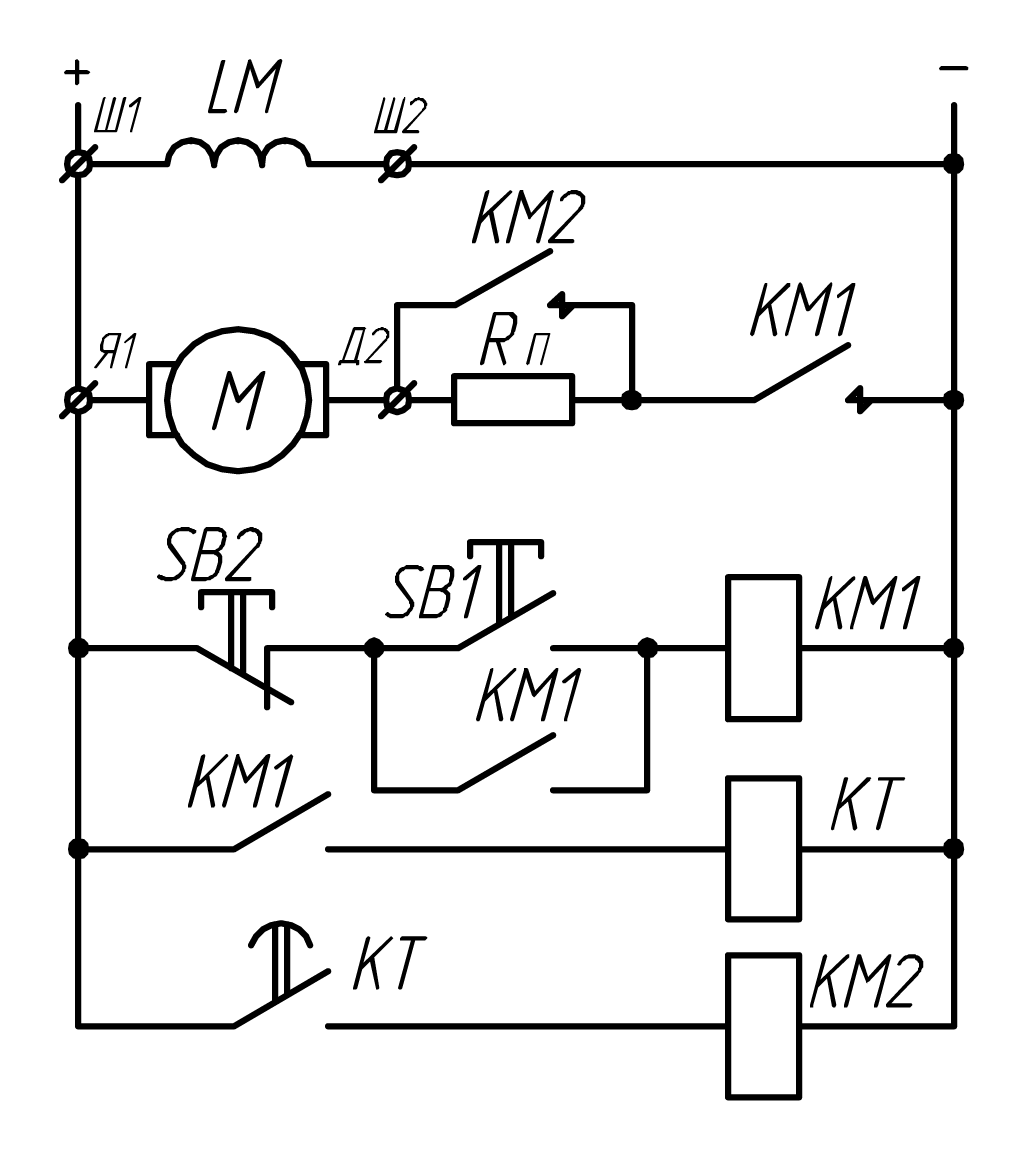 + −
LM
Ш1 Ш2
KM2
KM1
Rп
Я1 Д2
M
SB2
SB1 KM1
KM1
KM1
KT
KT
KM2